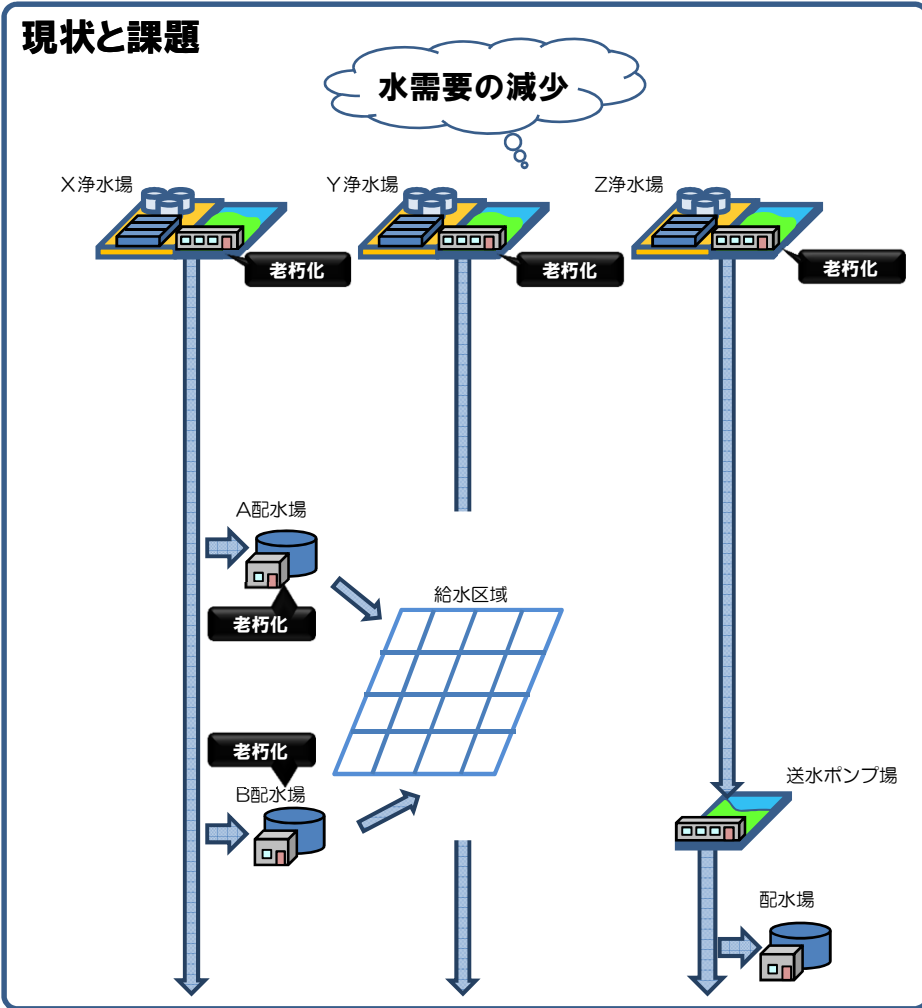 現状と課題
水需要の減少
X浄水場
Y浄水場
Z浄水場
老朽化
老朽化
老朽化
A配水場
老朽化
給水区域
老朽化
B配水場
送水ポンプ場
配水場